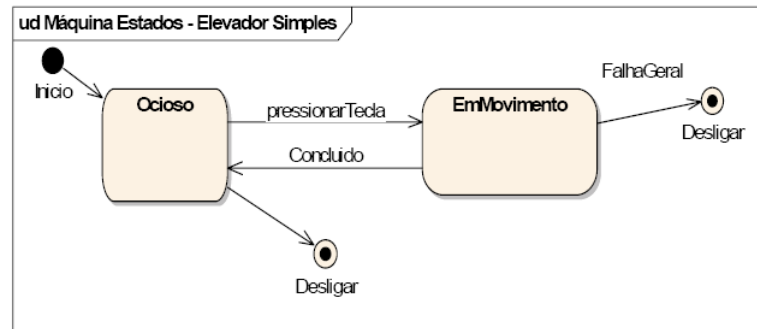 ud Máquina Estados - Elevador Simples
Inicio
Ocioso
pressionarTecla
EmMovimento
FalhaGeral
Desligar
Concluido
Desligar